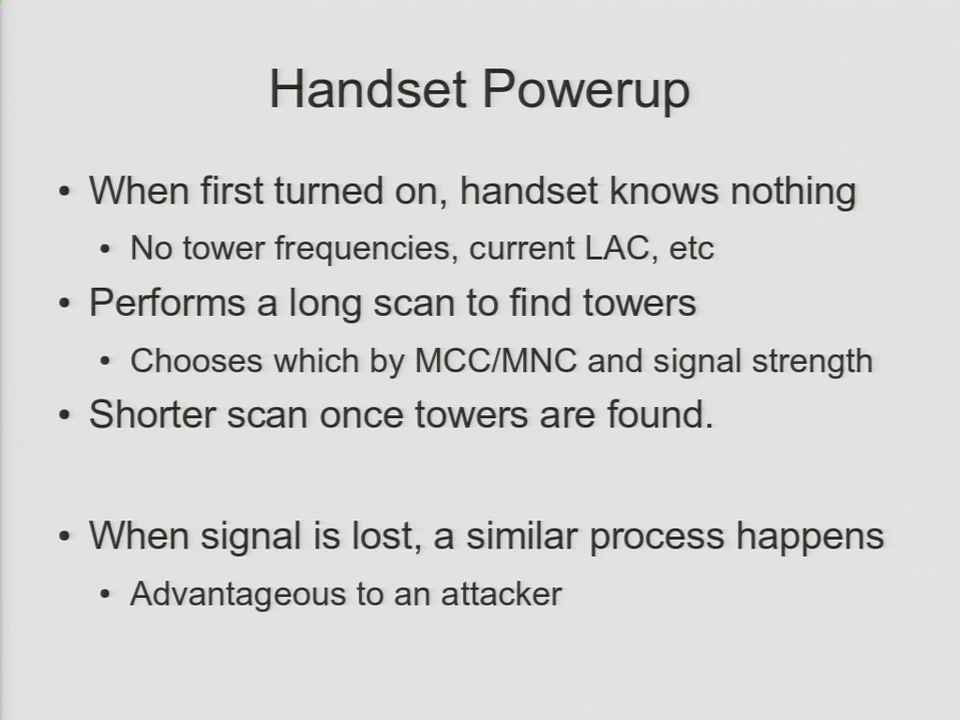 Handset Powerup
• When first turned on, handset knows nothing
• No tower frequencies, current LAC, etc
• Performs a long scan to find towers
• Chooses which by MCC/MNC and signal strength
• Shorter scan once towers are found.
• When signal is lost, a similar process happens
• Advantageous to an attacker